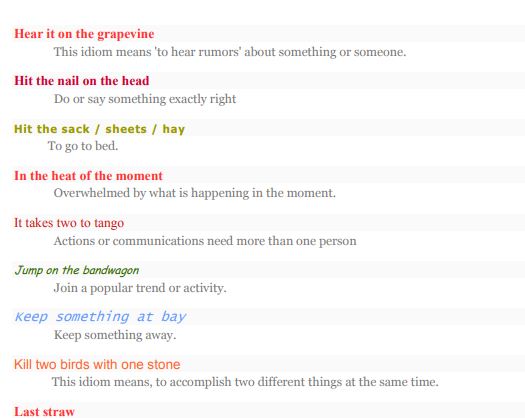 Hear it on the grapevine
This idiom means 'to hear rumors' about something or someone.
Hit the nail on the head
Do or say something exactly right
Hit the sack / sheets / hay
To go to bed.
In the heat of the moment
Overwhelmed by what is happening in the moment.
It takes two to tango
Actions or communications need more than one person
Jump on the bandwagon
Join a popular trend or activity.
Keep something at bay
Keep something away.
Kill two birds with one stone
This idiom means, to accomplish two different things at the same time.
Last straw